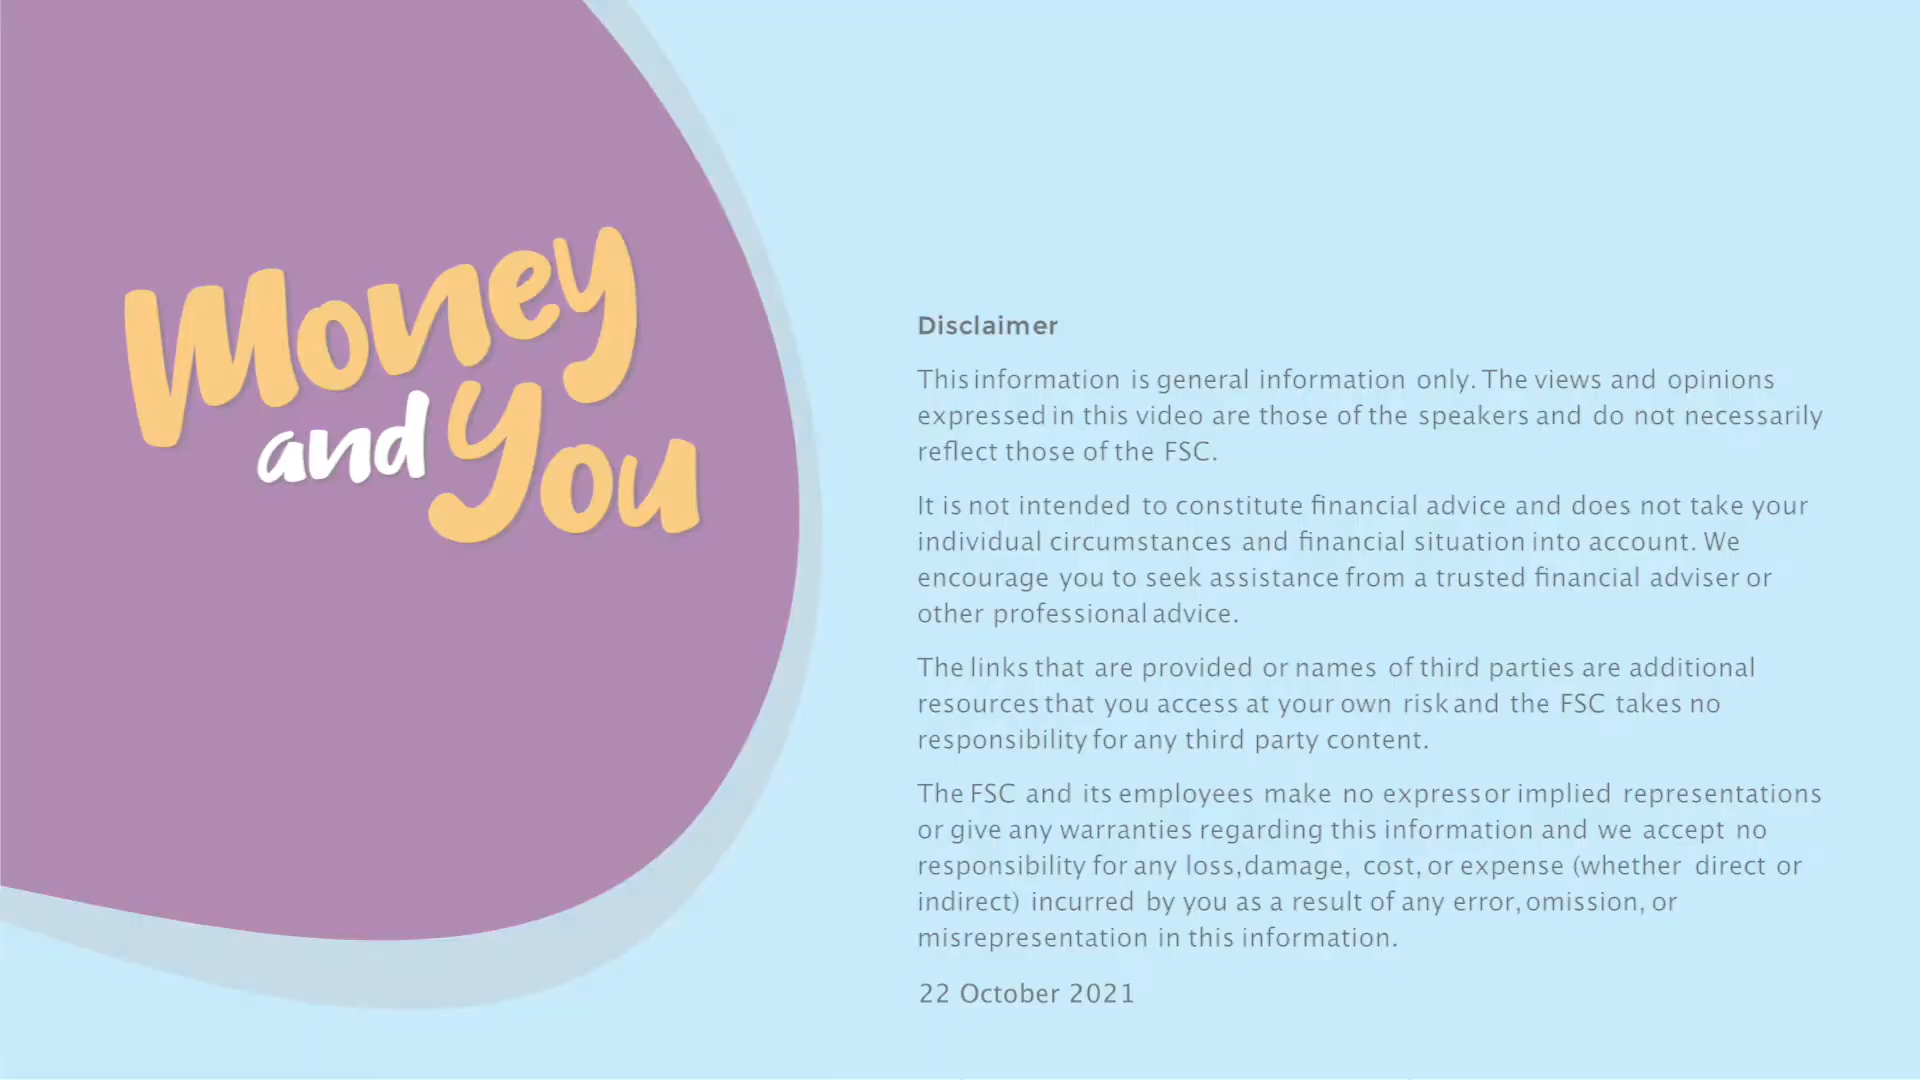 Money
and You
Disclaimer
This information is general information only. The views and opinions
expressed in this video are those of the speakers and do not necessarily
reflect those of the FSC.
It is not intended to constitute financial advice and does not take your
individual circumstances and financial situation into account. We
encourage you to seek assistance from a trusted financial adviser or
other professional advice.
The links that are provided or names of third parties are additional
resources that you access at your own risk and the FSC takes no
responsibility for any third party content.
The FSC and its employees make no express or implied representations
or give any warranties regarding this information and we accept no
responsibility for any loss, damage, cost, or expense (whether direct or
indirect) incurred by you as a result of any error, omission, or
misrepresentation in this information.
22 October 2021